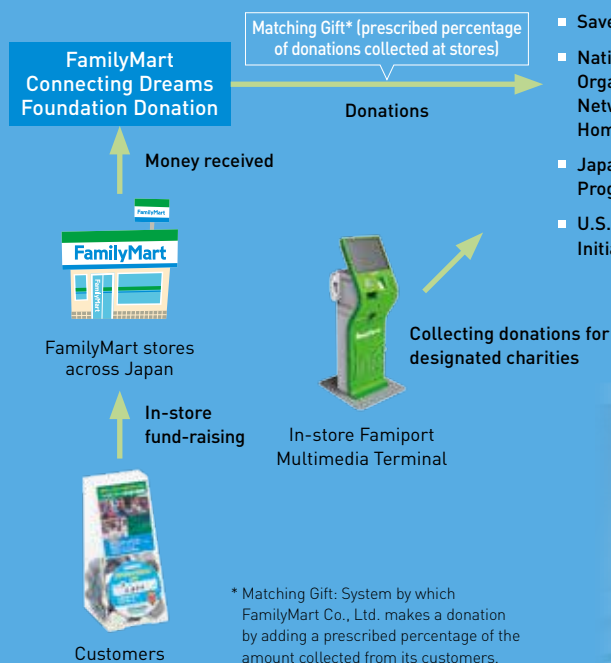 Matching Gift* (prescribed percentage
of donations collected at stores)
FamilyMart
Connecting Dreams
Foundation Donation
Donations
■ Save
■ Nati
Orga
Netw
Hom
■ Japa
Prog
■ U.S.
Initia
Money received
FamilyMart
FamilyMart
FamilyMart
FamilyMart stores
across Japan
Collecting donations for
designated charities
In-store Famiport
Multimedia Terminal
In-store
fund-raising
Customers
* Matching Gift: System by which
FamilyMart Co., Ltd. makes a donation
by adding a prescribed percentage of the
amount collected from its customers.